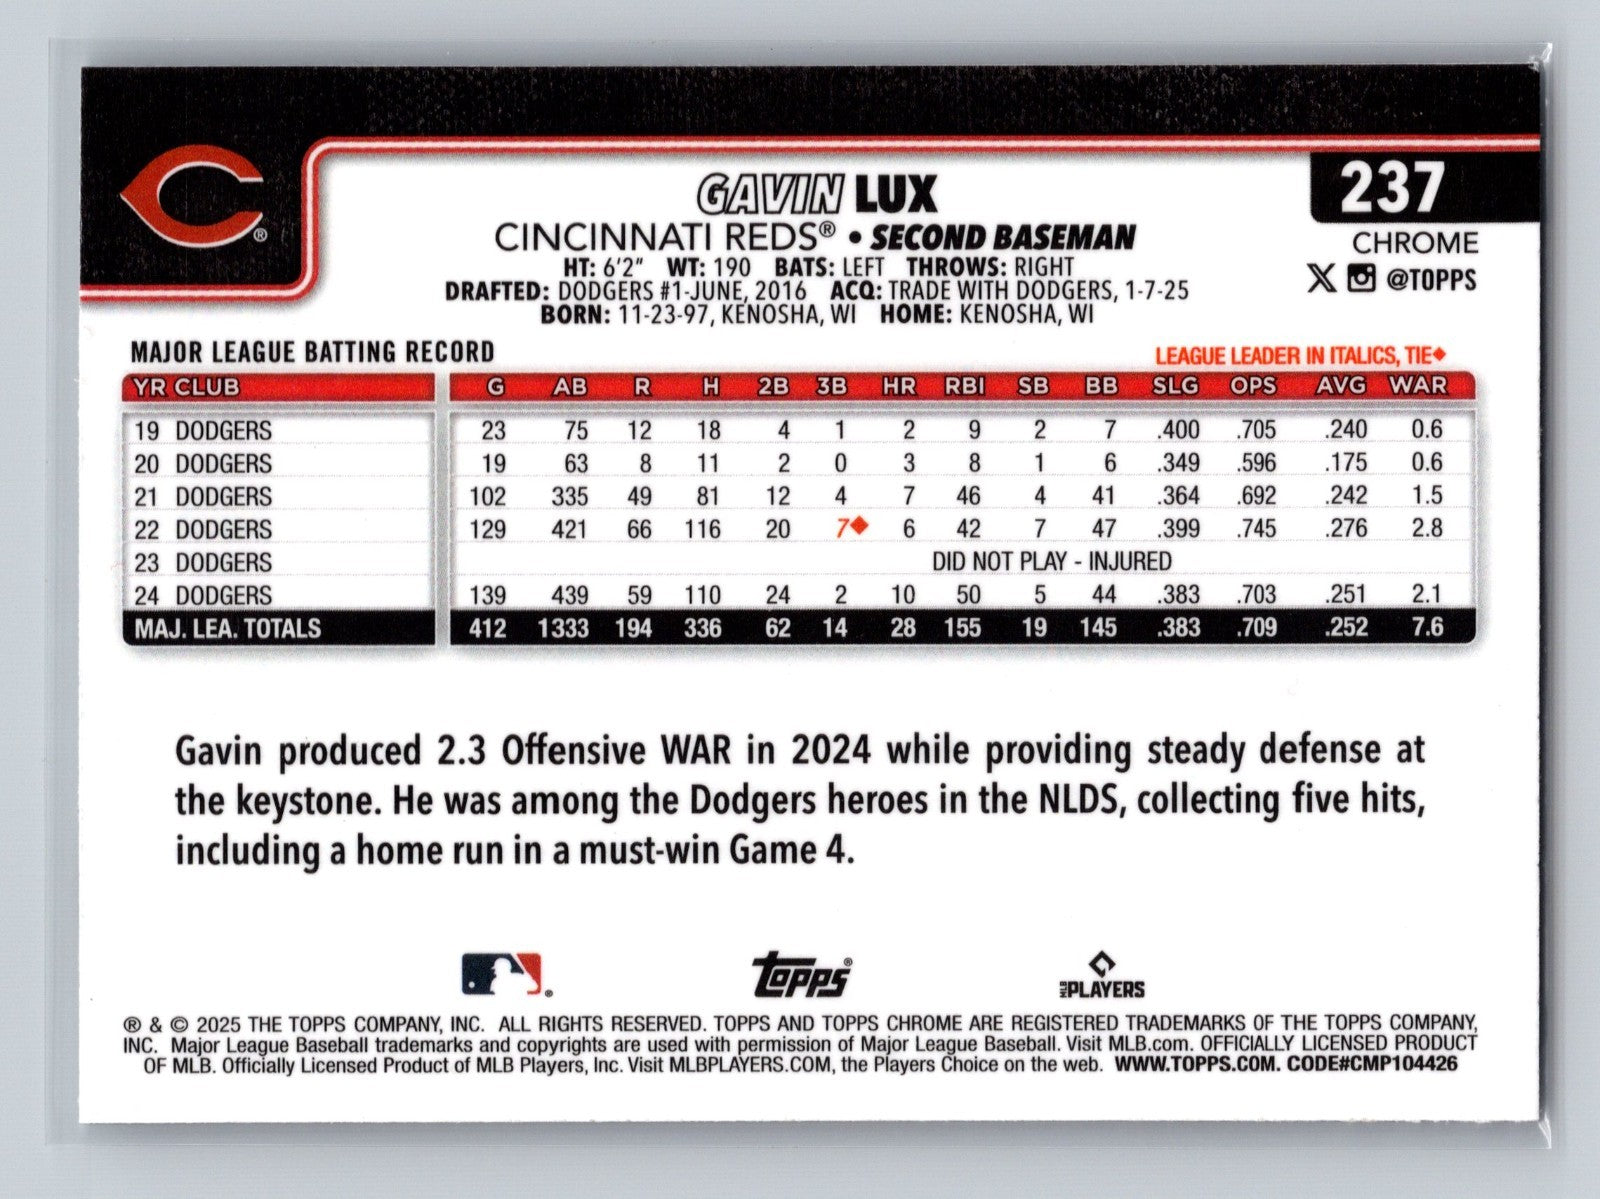 237
GAVIN LUX
CINCINNATI REDS® • SECOND BASEMAN
CHROME
HT: 6'2" WT: 190 BATS: LEFT THROWS: RIGHT
@TOPPS
DRAFTED: DODGERS #1-JUNE, 2016 ACQ: TRADE WITH DODGERS, 1-7-25
BORN: 11-23-97, KENOSHA, WI HOME: KENOSHA, WI
MAJOR LEAGUE BATTING RECORD LEAGUE LEADER IN ITALICS, TIE◆
YR CLUB G AB R H 2B 3B HR RBI SB BB SLG OPS AVG WAR
19 DODGERS 23 75 12 18 4 1 2 9 2 7 .400 .705 .240 0.6
20 DODGERS 19 63 8 11 2 0 3 8 1 6 .349 .596 .175 0.6
21 DODGERS 102 335 49 81 12 4 7 46 4 41 .364 .692 .242 1.5
22 DODGERS 129 421 66 116 20 7◆ 6 42 7 47 .399 .745 .276 2.8
23 DODGERS DID NOT PLAY - INJURED
24 DODGERS 139 439 59 110 24 2 10 50 5 44 .383 .703 .251 2.1
MAJ. LEA. TOTALS 412 1333 194 336 62 14 28 155 19 145 .383 .709 .252 7.6
Gavin produced 2.3 Offensive WAR in 2024 while providing steady defense at
the keystone. He was among the Dodgers heroes in the NLDS, collecting five hits,
including a home run in a must-win Game 4.
Topps®
MLB PLAYERS
® & © 2025 THE TOPPS COMPANY, INC. ALL RIGHTS RESERVED. TOPPS AND TOPPS CHROME ARE REGISTERED TRADEMARKS OF THE TOPPS COMPANY,
INC. Major League Baseball trademarks and copyrights are used with permission of Major League Baseball. Visit MLB.com. OFFICIALLY LICENSED PRODUCT
OF MLB. Officially Licensed Product of MLB Players, Inc. Visit MLBPLAYERS.COM, the Players Choice on the web. WWW.TOPPS.COM. CODE#CMP104426